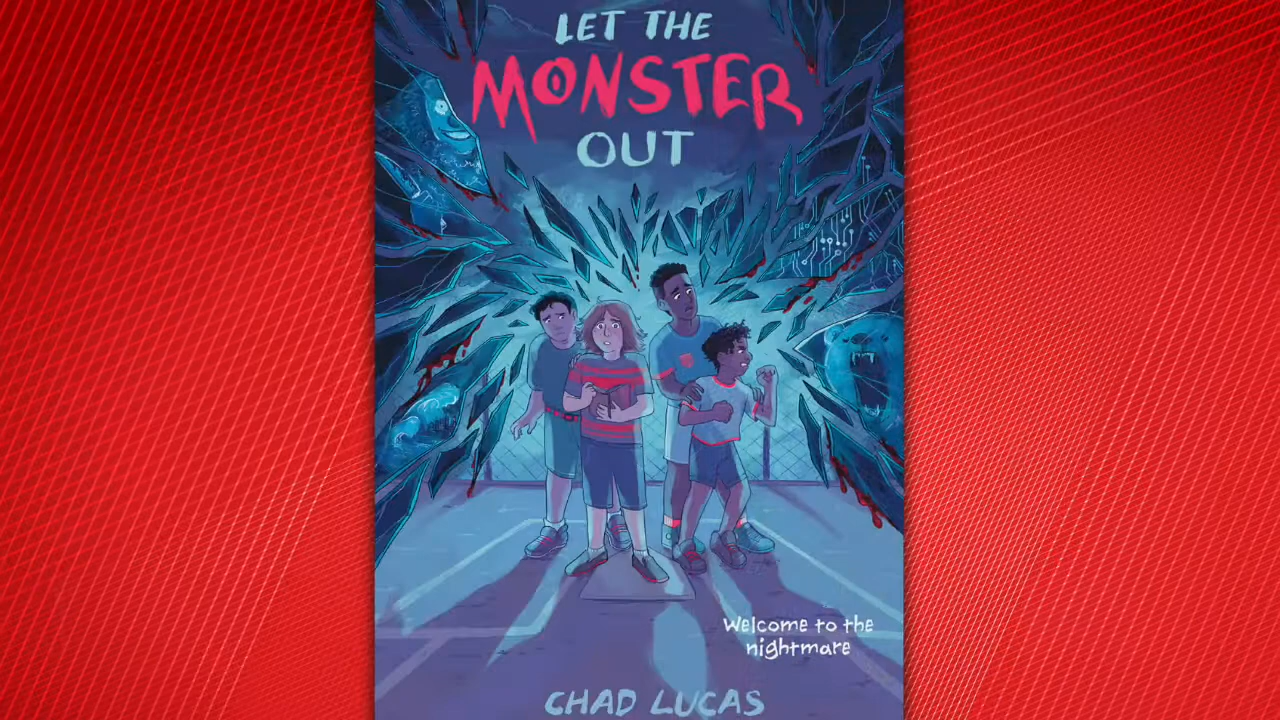 LET THE
MONSTER
OUT
Welcome to the
nightmare
CHAD LUCAS